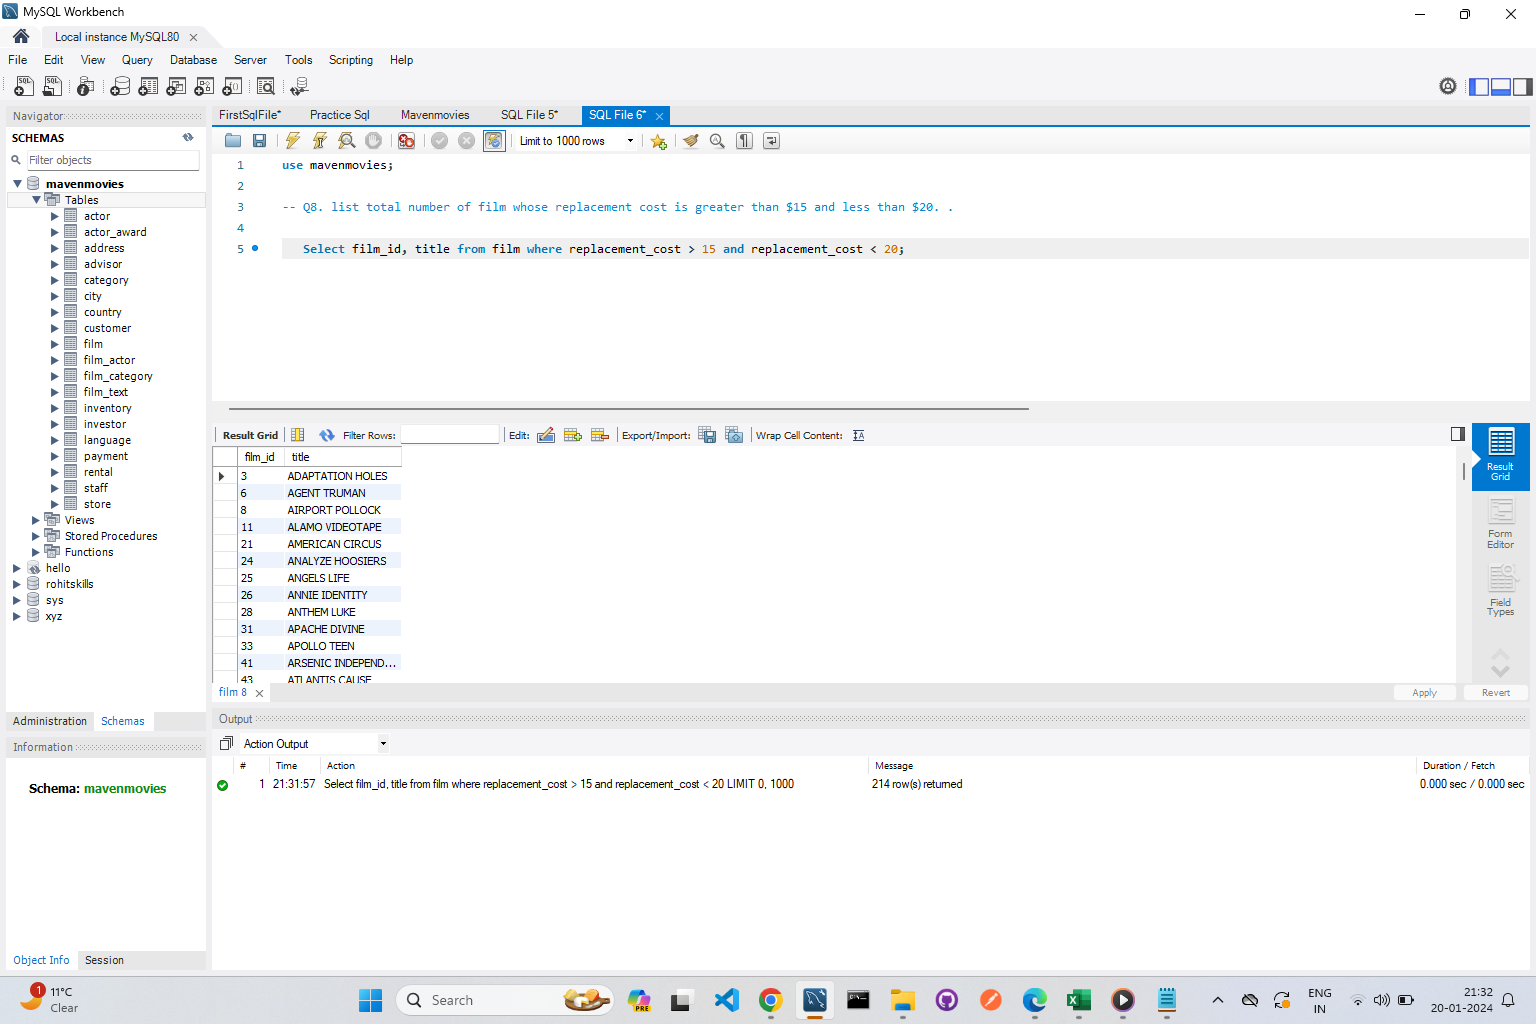 MySQL Workbench
Local instance MySQL80
File Edit View Query Database Server Tools Scripting Help
Navigator
SCHEMAS
Filter objects
mavenmovies
Tables
actor
actor_award
address
advisor
category
city
country
customer
film
film_actor
film_category
film_text
inventory
investor
language
payment
rental
staff
store
Views
Stored Procedures
Functions
hello
rohitskills
sys
xyz
Administration Schemas
Information
Schema: mavenmovies
Object Info Session
FirstSqlFile* Practice Sql Mavenmovies SQL File 5* SQL File 6*
Limit to 1000 rows
1 use mavenmovies;
2
3 -- Q8. list total number of film whose replacement cost is greater than $15 and less than $20. .
4
5 Select film_id, title from film where replacement_cost > 15 and replacement_cost < 20;
Result Grid Filter Rows: Edit: Export/Import: Wrap Cell Content:
film_id title
3 ADAPTATION HOLES
6 AGENT TRUMAN
8 AIRPORT POLLOCK
11 ALAMO VIDEOTAPE
21 AMERICAN CIRCUS
24 ANALYZE HOOSIERS
25 ANGELS LIFE
26 ANNIE IDENTITY
28 ANTHEM LUKE
31 APACHE DIVINE
33 APOLLO TEEN
41 ARSENIC INDEPEND...
43 ATLANTIS CAUSE
Result
Grid
Form
Editor
Field
Types
film 8
Apply Revert
Output
Action Output
# Time Action Message Duration / Fetch
1 21:31:57 Select film_id, title from film where replacement_cost > 15 and replacement_cost < 20 LIMIT 0, 1000 214 row(s) returned 0.000 sec / 0.000 sec
1
11°C
Clear
Search
PRE
ENG
IN
21:32
20-01-2024